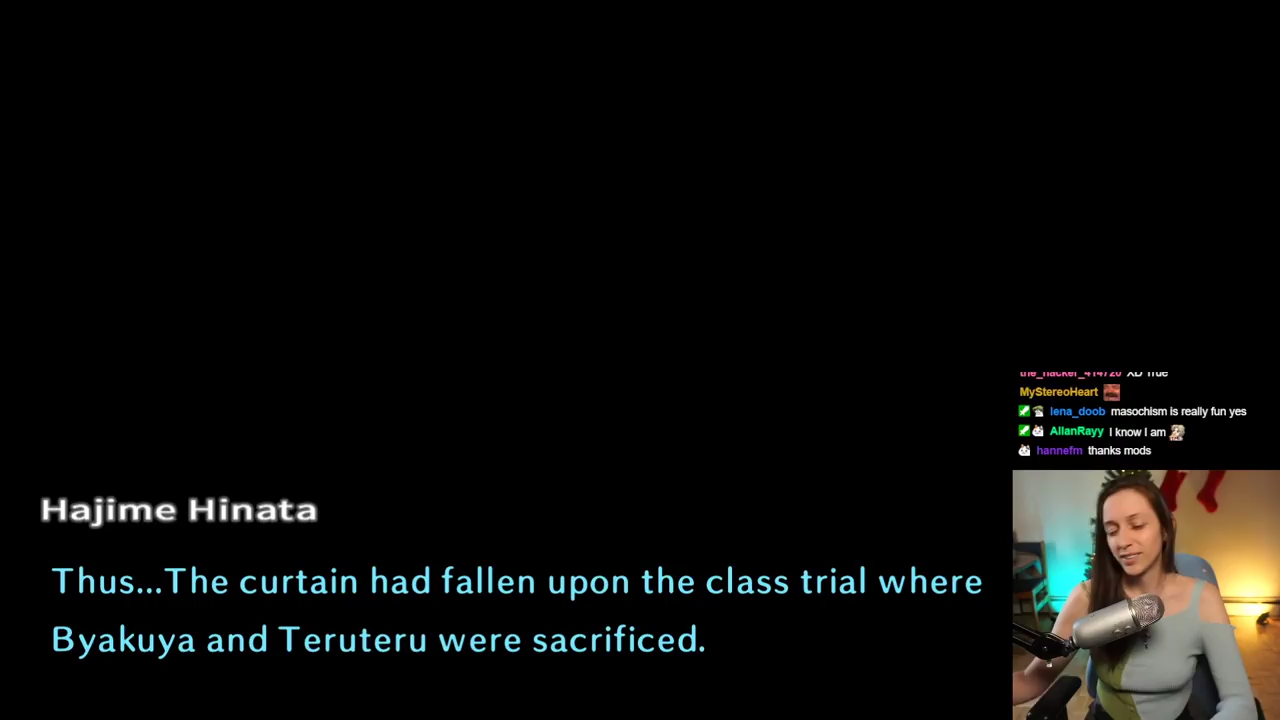 the_hacker_414720 XD True
MyStereoHeart
lena_doob masochism is really fun yes
AllanRayy I know I am
hannefm thanks mods
Hajime Hinata
Thus...The curtain had fallen upon the class trial where
Byakuya and Teruteru were sacrificed.